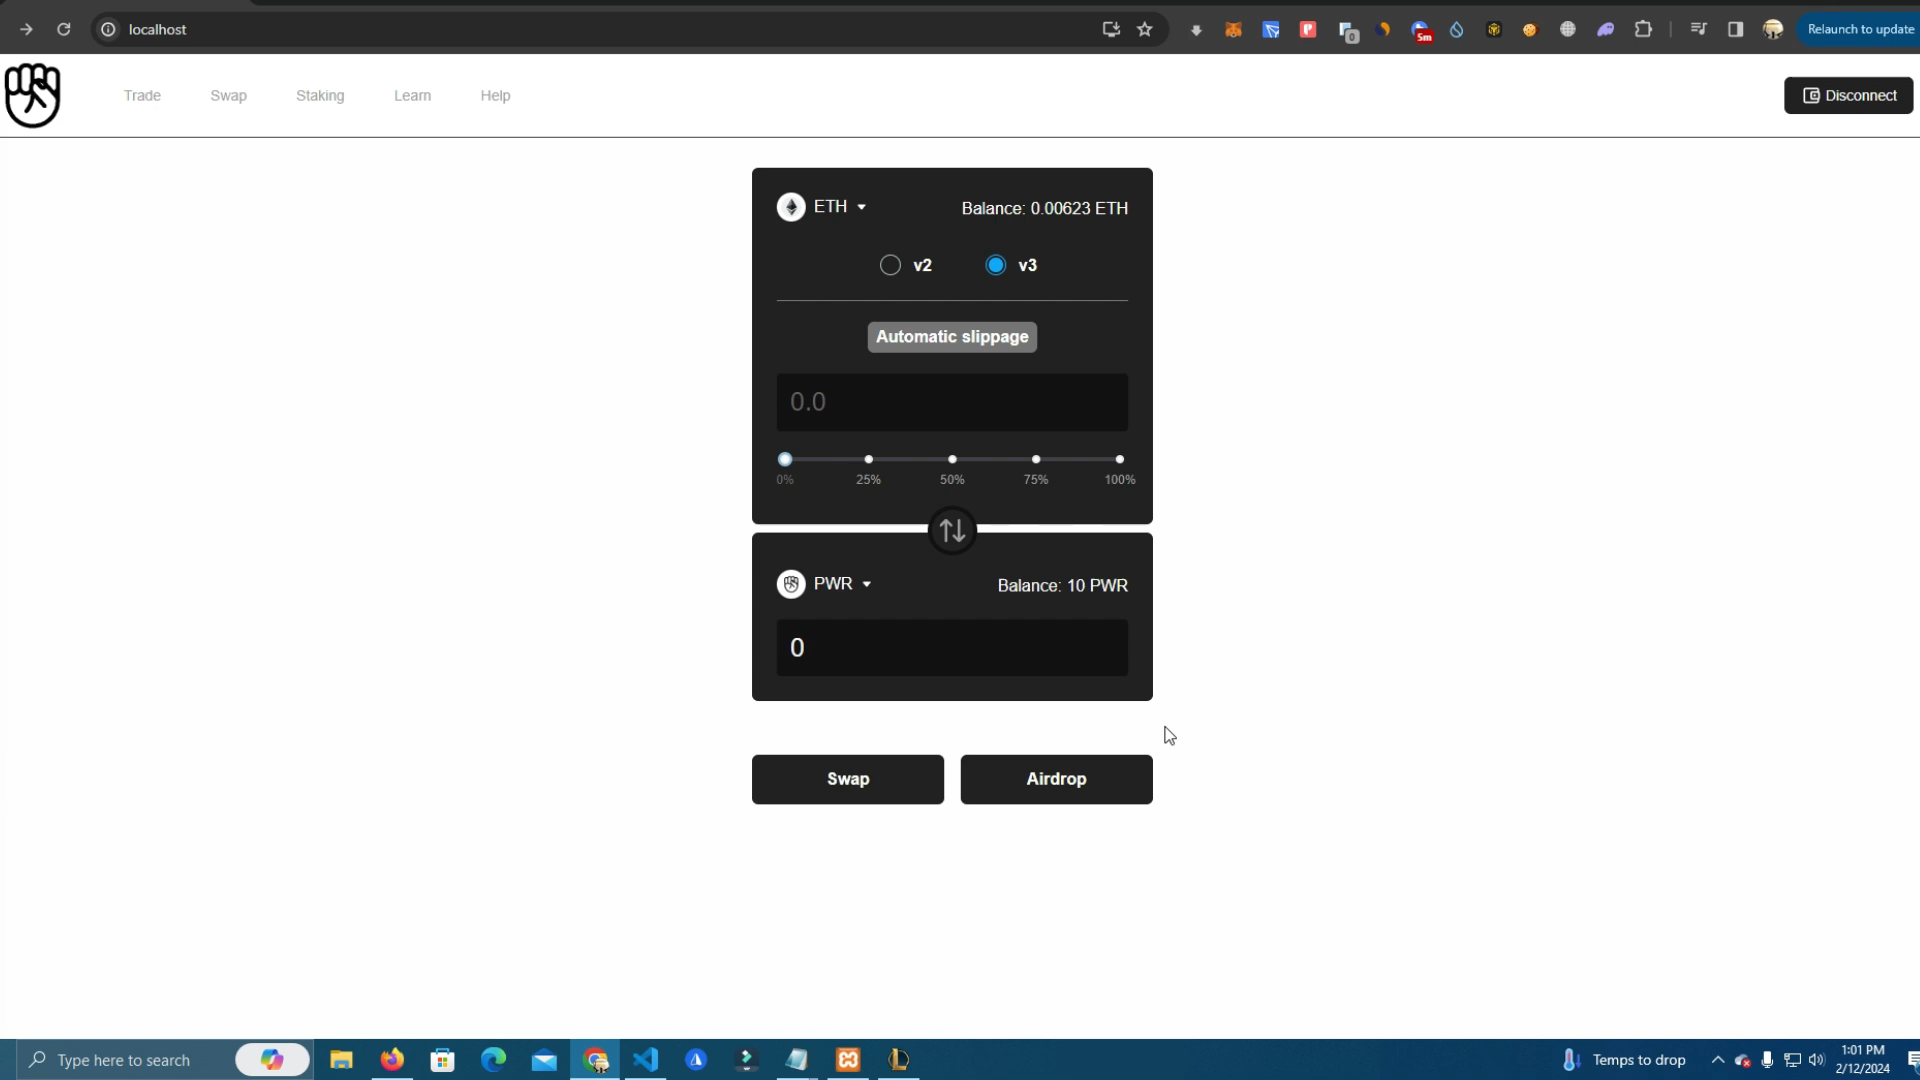 localhost
0
5m
Relaunch to update
Trade Swap Staking Learn Help
Disconnect
ETH
Balance: 0.00623 ETH
v2 v3
Automatic slippage
0.0
0% 25% 50% 75% 100%
PWR
Balance: 10 PWR
0
Swap Airdrop
Type here to search
Temps to drop
1:01 PM
2/12/2024